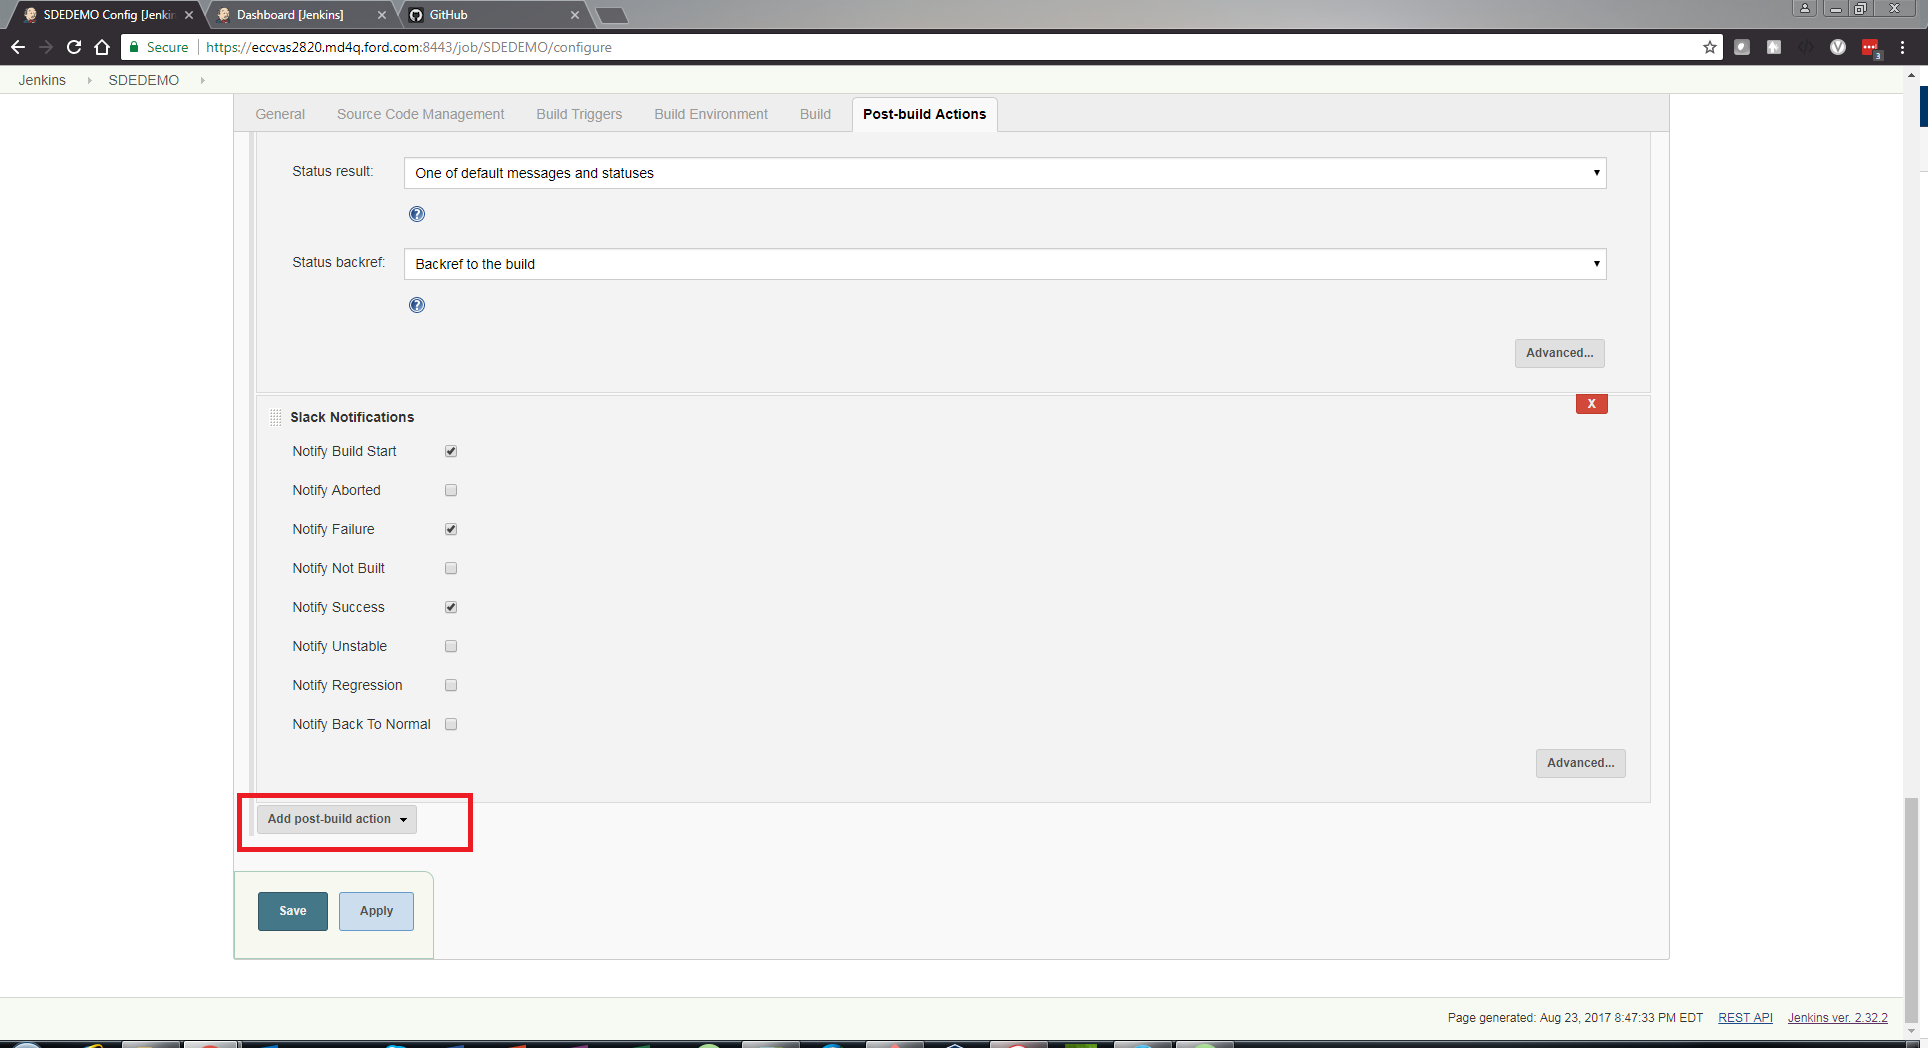 SDEDEMO Config [Jenkin
Dashboard [Jenkins]
GitHub
Secure
https://eccvas2820.md4q.ford.com:8443/job/SDEDEMO/configure
3
Jenkins
SDEDEMO
General
Source Code Management
Build Triggers
Build Environment
Build
Post-build Actions
Status result:
One of default messages and statuses
?
Status backref:
Backref to the build
?
Advanced...
Slack Notifications
X
Notify Build Start
Notify Aborted
Notify Failure
Notify Not Built
Notify Success
Notify Unstable
Notify Regression
Notify Back To Normal
Advanced...
Add post-build action
Save
Apply
Page generated: Aug 23, 2017 8:47:33 PM EDT
REST API
Jenkins ver. 2.32.2